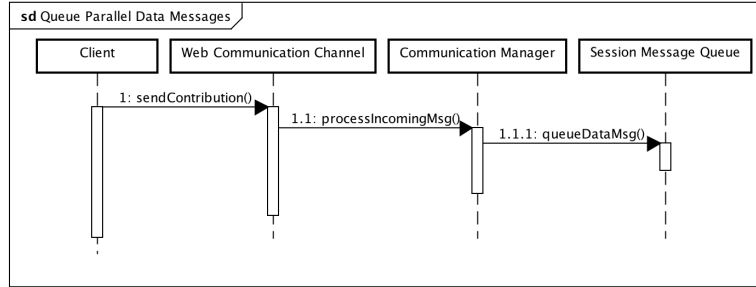 sd Queue Parallel Data Messages
Client
Web Communication Channel
Communication Manager
Session Message Queue
1: sendContribution()
1.1: processIncomingMsg()
1.1.1: queueDataMsg()